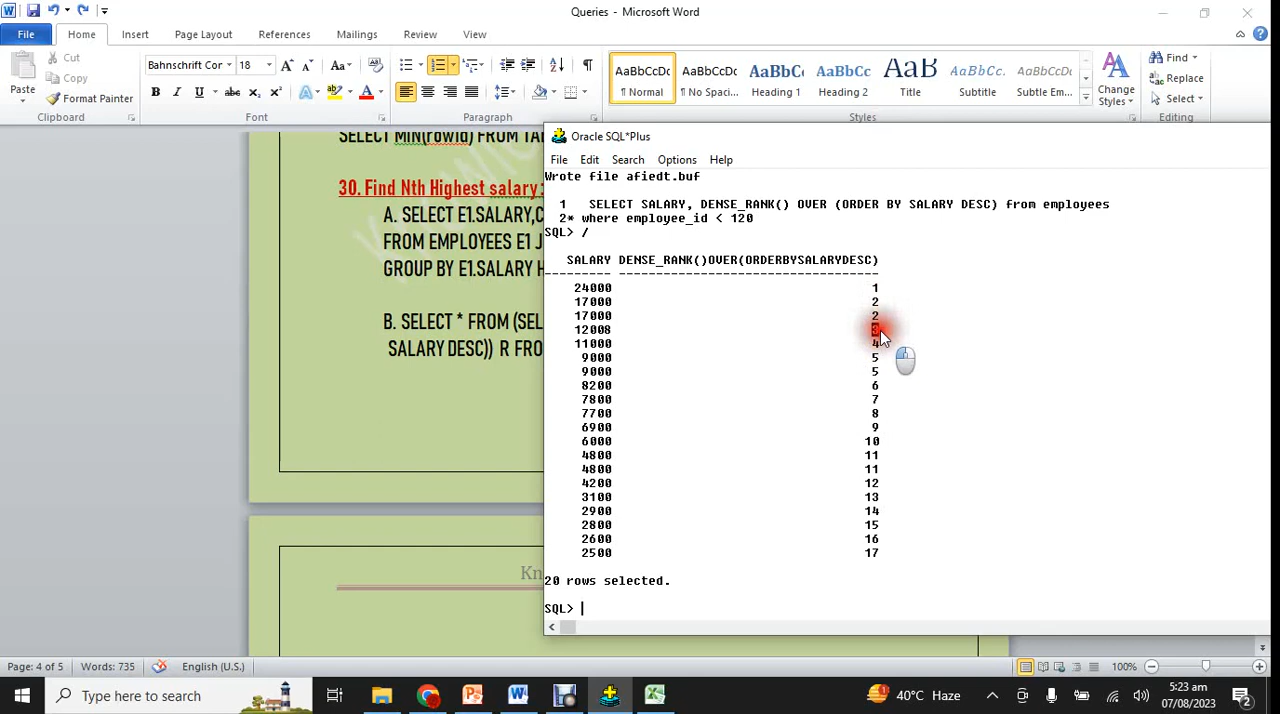 Queries - Microsoft Word
File Home Insert Page Layout References Mailings Review View
Paste
Cut
Copy
Format Painter
Clipboard
Bahnschrift Cor 18
Font
Paragraph
AaBbCcDc AaBbCcDc AaBbCc AaBbCc AaB AaBbCc. AaBbCcDc
¶ Normal ¶ No Spaci... Heading 1 Heading 2 Title Subtitle Subtle Em...
Change Styles
Styles
Find
Replace
Select
Editing
SELECT MIN(rowid) FROM TA
30. Find Nth Highest salary :
A. SELECT E1.SALARY,C
FROM EMPLOYEES E1 J
GROUP BY E1.SALARY H
B. SELECT * FROM (SEL
SALARY DESC)) R FRO
Kn
Oracle SQL*Plus
File Edit Search Options Help
Wrote file afiedt.buf
1 SELECT SALARY, DENSE_RANK() OVER (ORDER BY SALARY DESC) from employees
2* where employee_id < 120
SQL> /
SALARY DENSE_RANK()OVER(ORDERBYSALARYDESC)
--------- -----------------------------------
24000 1
17000 2
17000 2
12008 3
11000 4
9000 5
9000 5
8200 6
7800 7
7700 8
6900 9
6000 10
4800 11
4800 11
4200 12
3100 13
2900 14
2800 15
2600 16
2500 17
20 rows selected.
SQL>
Page: 4 of 5 Words: 735 English (U.S.) 100%
Type here to search
40°C Haze
5:23 am
07/08/2023
2